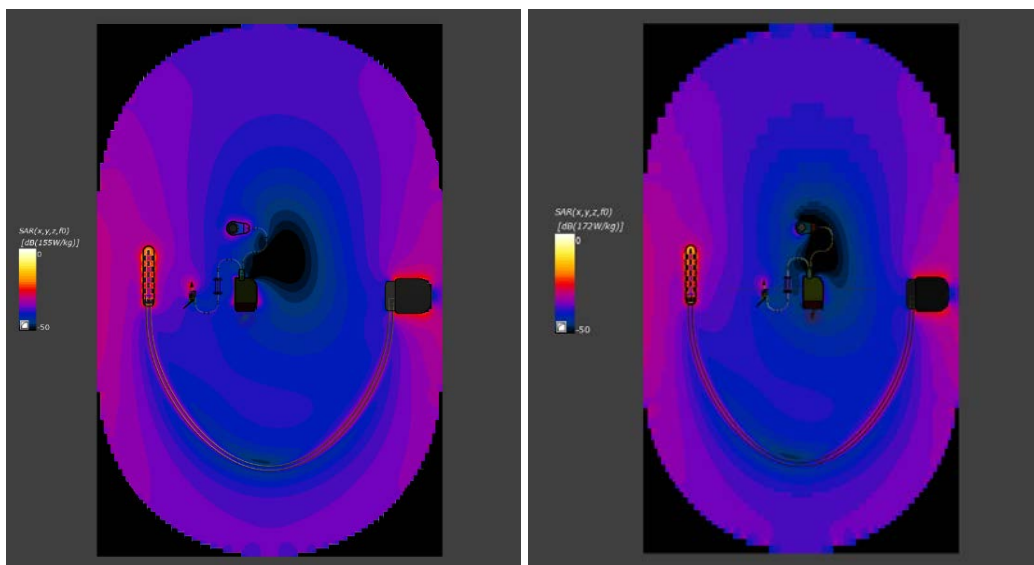 SAR(x,y,z,f0)
[dB(155W/kg)]
0
-50
SAR(x,y,z,f0)
[dB(172W/kg)]
0
-50